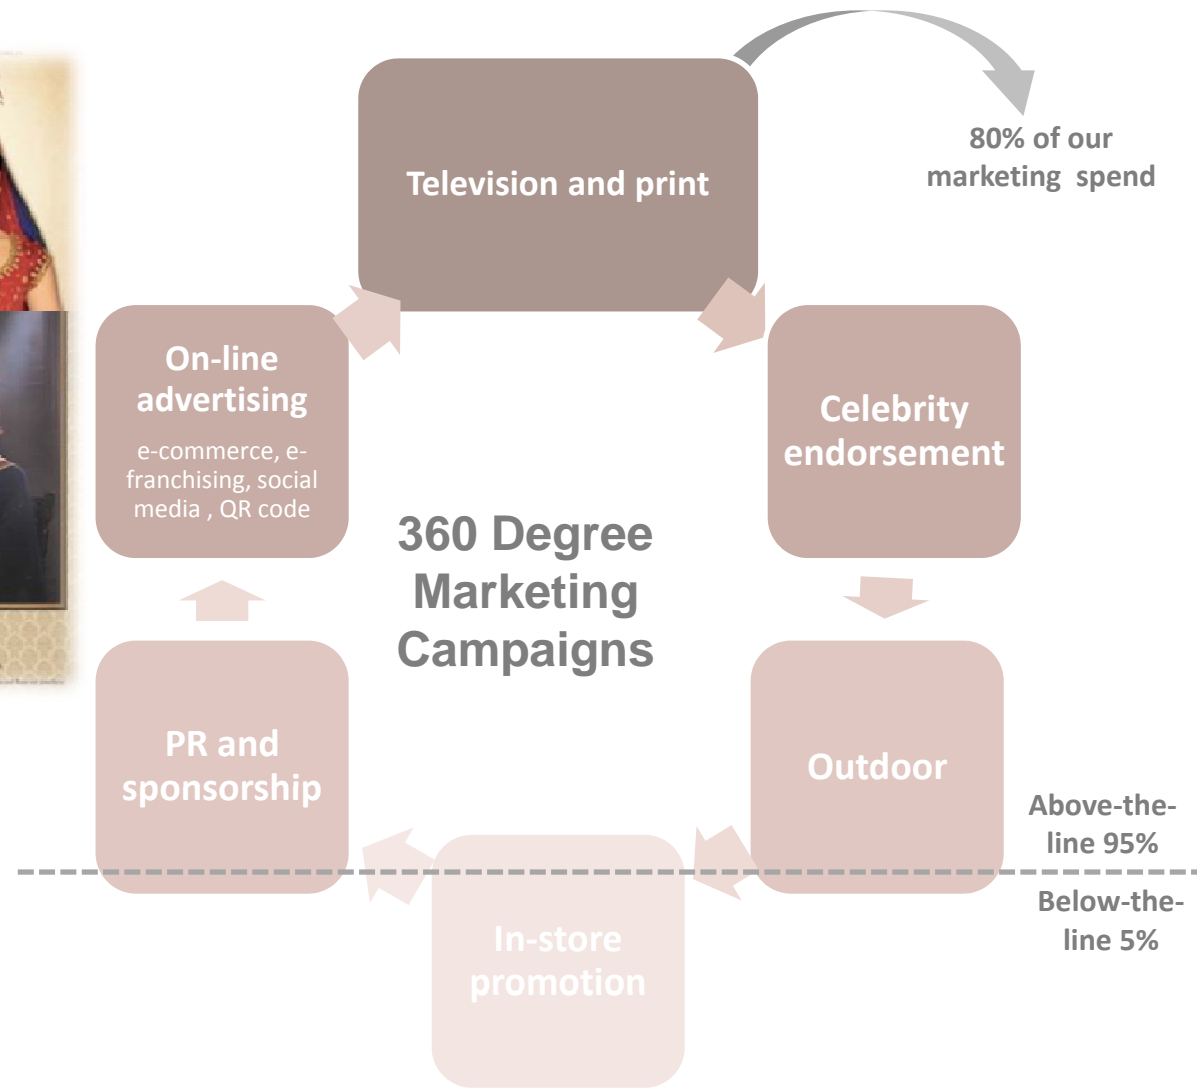 80% of our
marketing spend
Television and print
On-line
advertising
e-commerce, e-
franchising, social
media , QR code
Celebrity
endorsement
360 Degree
Marketing
Campaigns
PR and
sponsorship
Outdoor
Above-the-
line 95%
Below-the-
line 5%
In-store
promotion